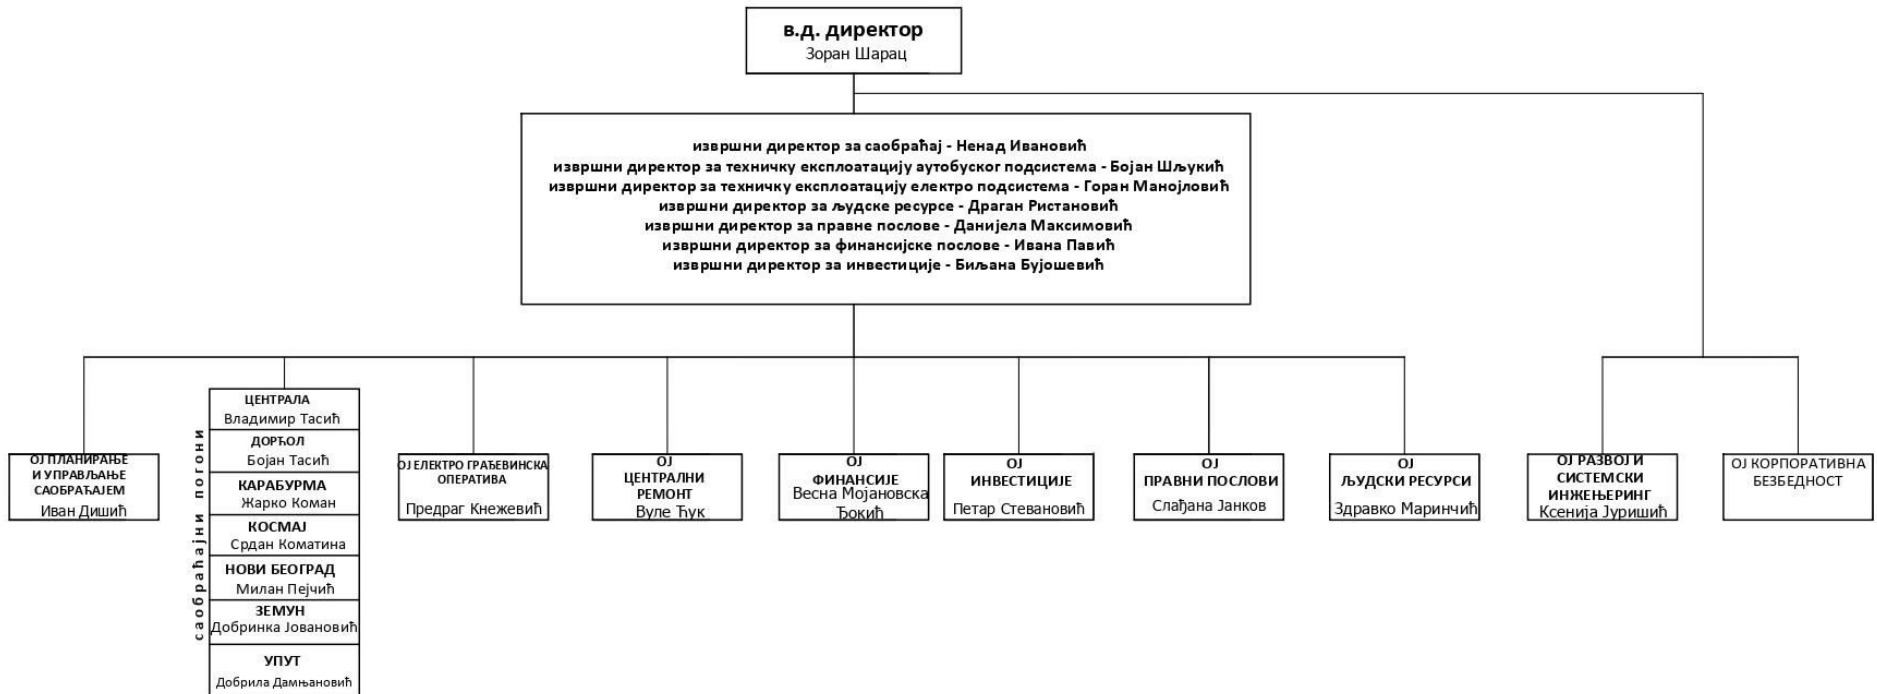 в.д. директор
Зоран Шарац
извршни директор за саобраћај - Ненад Ивановић
извршни директор за техничку експлоатацију аутобуског подсистема - Бојан Шљукић
извршни директор за техничку експлоатацију електро подсистема - Горан Манојловић
извршни директор за људске ресурсе - Драган Ристановић
извршни директор за правне послове - Данијела Максимовић
извршни директор за финансијске послове - Ивана Павић
извршни директор за инвестиције - Биљана Бујошевић
ОЈ ПЛАНИРАЊЕ
И УПРАВЉАЊЕ
САОБРАЋАЈЕМ
Иван Дишић
саобраћајни погони
ЦЕНТРАЛА
Владимир Тасић
ДОРЋОЛ
Бојан Тасић
КАРАБУРМА
Жарко Коман
КОСМАЈ
Срдан Коматина
НОВИ БЕОГРАД
Милан Пејчић
ЗЕМУН
Добринка Јовановић
УПУТ
Добрила Дамњановић
ОЈ ЕЛЕКТРО ГРАЂЕВИНСКА
ОПЕРАТИВА
Предраг Кнежевић
ОЈ
ЦЕНТРАЛНИ
РЕМОНТ
Вуле Ћук
ОЈ
ФИНАНСИЈЕ
Весна Мојановска
Ђокић
ОЈ
ИНВЕСТИЦИЈЕ
Петар Стевановић
ОЈ
ПРАВНИ ПОСЛОВИ
Слађана Јанков
ОЈ
ЉУДСКИ РЕСУРСИ
Здравко Маринчић
ОЈ РАЗВОЈ И
СИСТЕМСКИ
ИНЖЕЊЕРИНГ
Ксенија Јуришић
ОЈ КОРПОРАТИВНА
БЕЗБЕДНОСТ